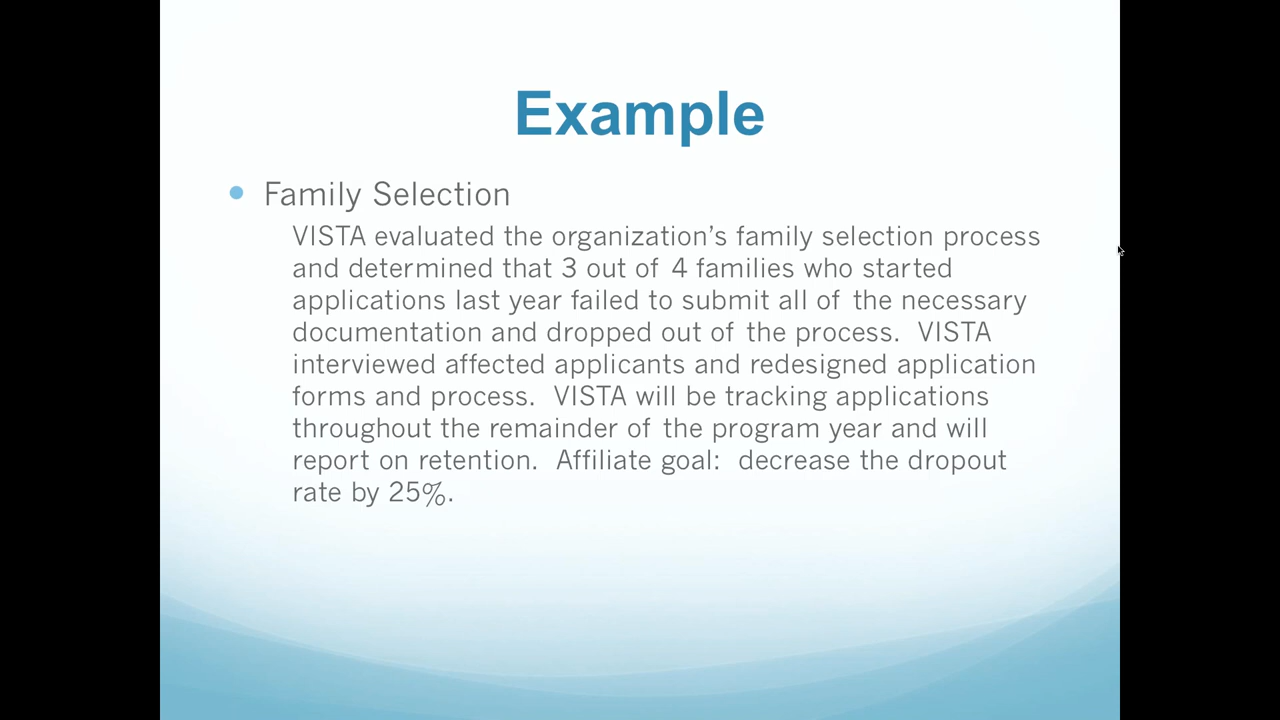 Example
Family Selection
VISTA evaluated the organization’s family selection process
and determined that 3 out of 4 families who started
applications last year failed to submit all of the necessary
documentation and dropped out of the process.  VISTA
interviewed affected applicants and redesigned application
forms and process.  VISTA will be tracking applications
throughout the remainder of the program year and will
report on retention.  Affiliate goal:  decrease the dropout
rate by 25%.